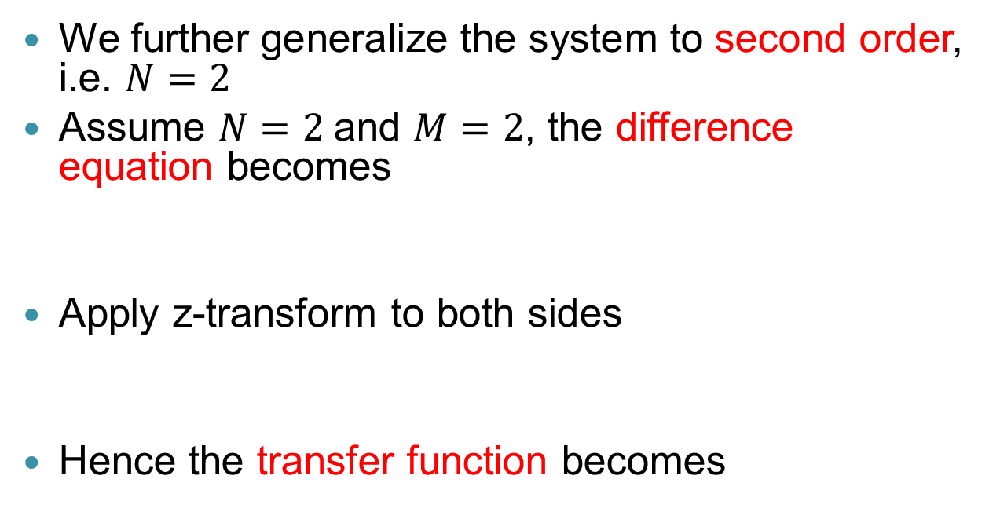 • We further generalize the system to second order,
i.e. N = 2
• Assume N = 2 and M = 2, the difference
equation becomes
• Apply z-transform to both sides
• Hence the transfer function becomes